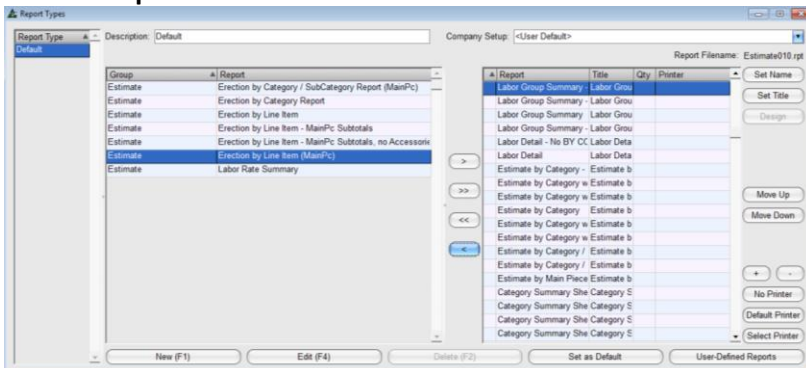 Report Types
Report Type
Default
Description: Default
Company Setup: <User Default>
Report Filename: Estimate010.rpt
Group Report
Estimate Erection by Category / SubCategory Report (MainPc)
Estimate Erection by Category Report
Estimate Erection by Line Item
Estimate Erection by Line Item - MainPc Subtotals
Estimate Erection by Line Item - MainPc Subtotals, no Accessorie
Estimate Erection by Line Item (MainPc)
Estimate Labor Rate Summary
>
>>
<<
<
Report Title Qty Printer
Labor Group Summary - Labor Grou
Labor Group Summary - Labor Grou
Labor Group Summary Labor Grou
Labor Group Summary - Labor Grou
Labor Detail - No BY CC Labor Deta
Labor Detail Labor Deta
Estimate by Category - Estimate b
Estimate by Category w Estimate b
Estimate by Category w Estimate b
Estimate by Category Estimate b
Estimate by Category w Estimate b
Estimate by Category / Estimate b
Estimate by Category / Estimate b
Estimate by Main Piece Estimate b
Category Summary She Category S
Category Summary She Category S
Category Summary She Category S
Category Summary She Category S
Set Name
Set Title
Design
Move Up
Move Down
+ -
No Printer
Default Printer
Select Printer
New (F1) Edit (F4) Delete (F2) Set as Default User-Defined Reports